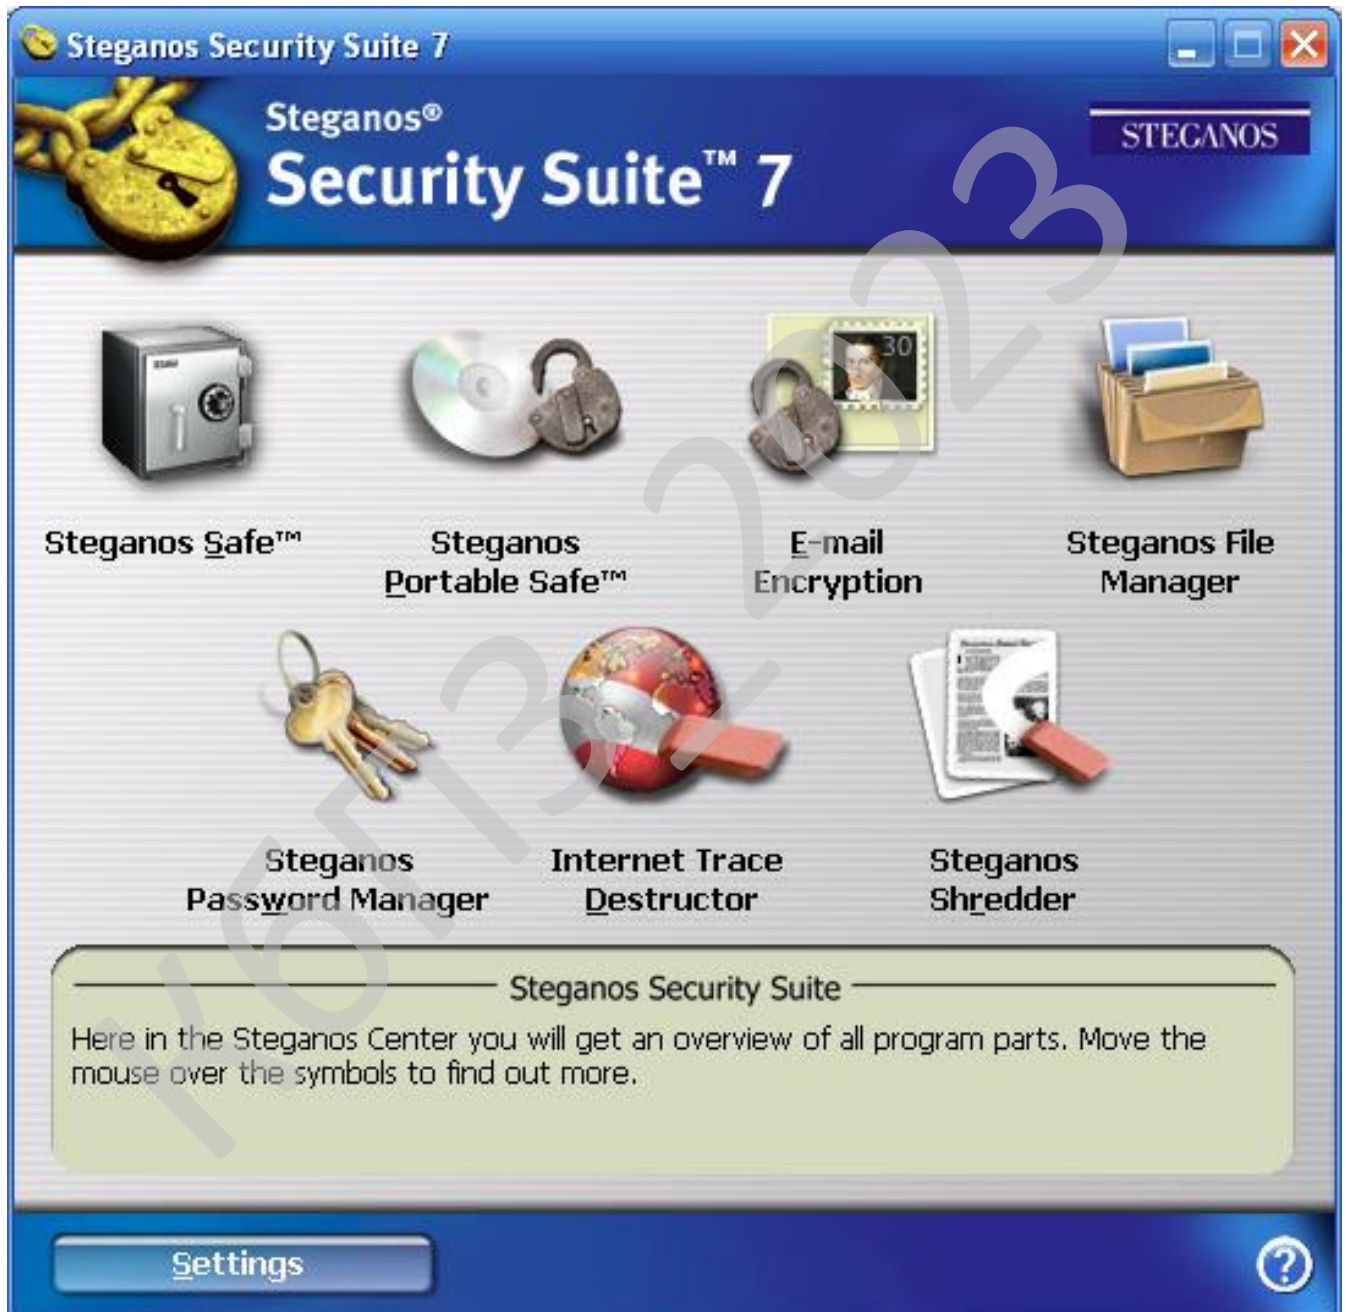 Steganos Security Suite 7
Steganos®
Security Suite™ 7
STEGANOS
30
Steganos Safe™
Steganos
Portable Safe™
E-mail
Encryption
Steganos File
Manager
Steganos
Password Manager
Internet Trace
Destructor
Steganos
Shredder
Steganos Security Suite
Here in the Steganos Center you will get an overview of all program parts. Move the
mouse over the symbols to find out more.
Settings
?
КБПЗ_2023